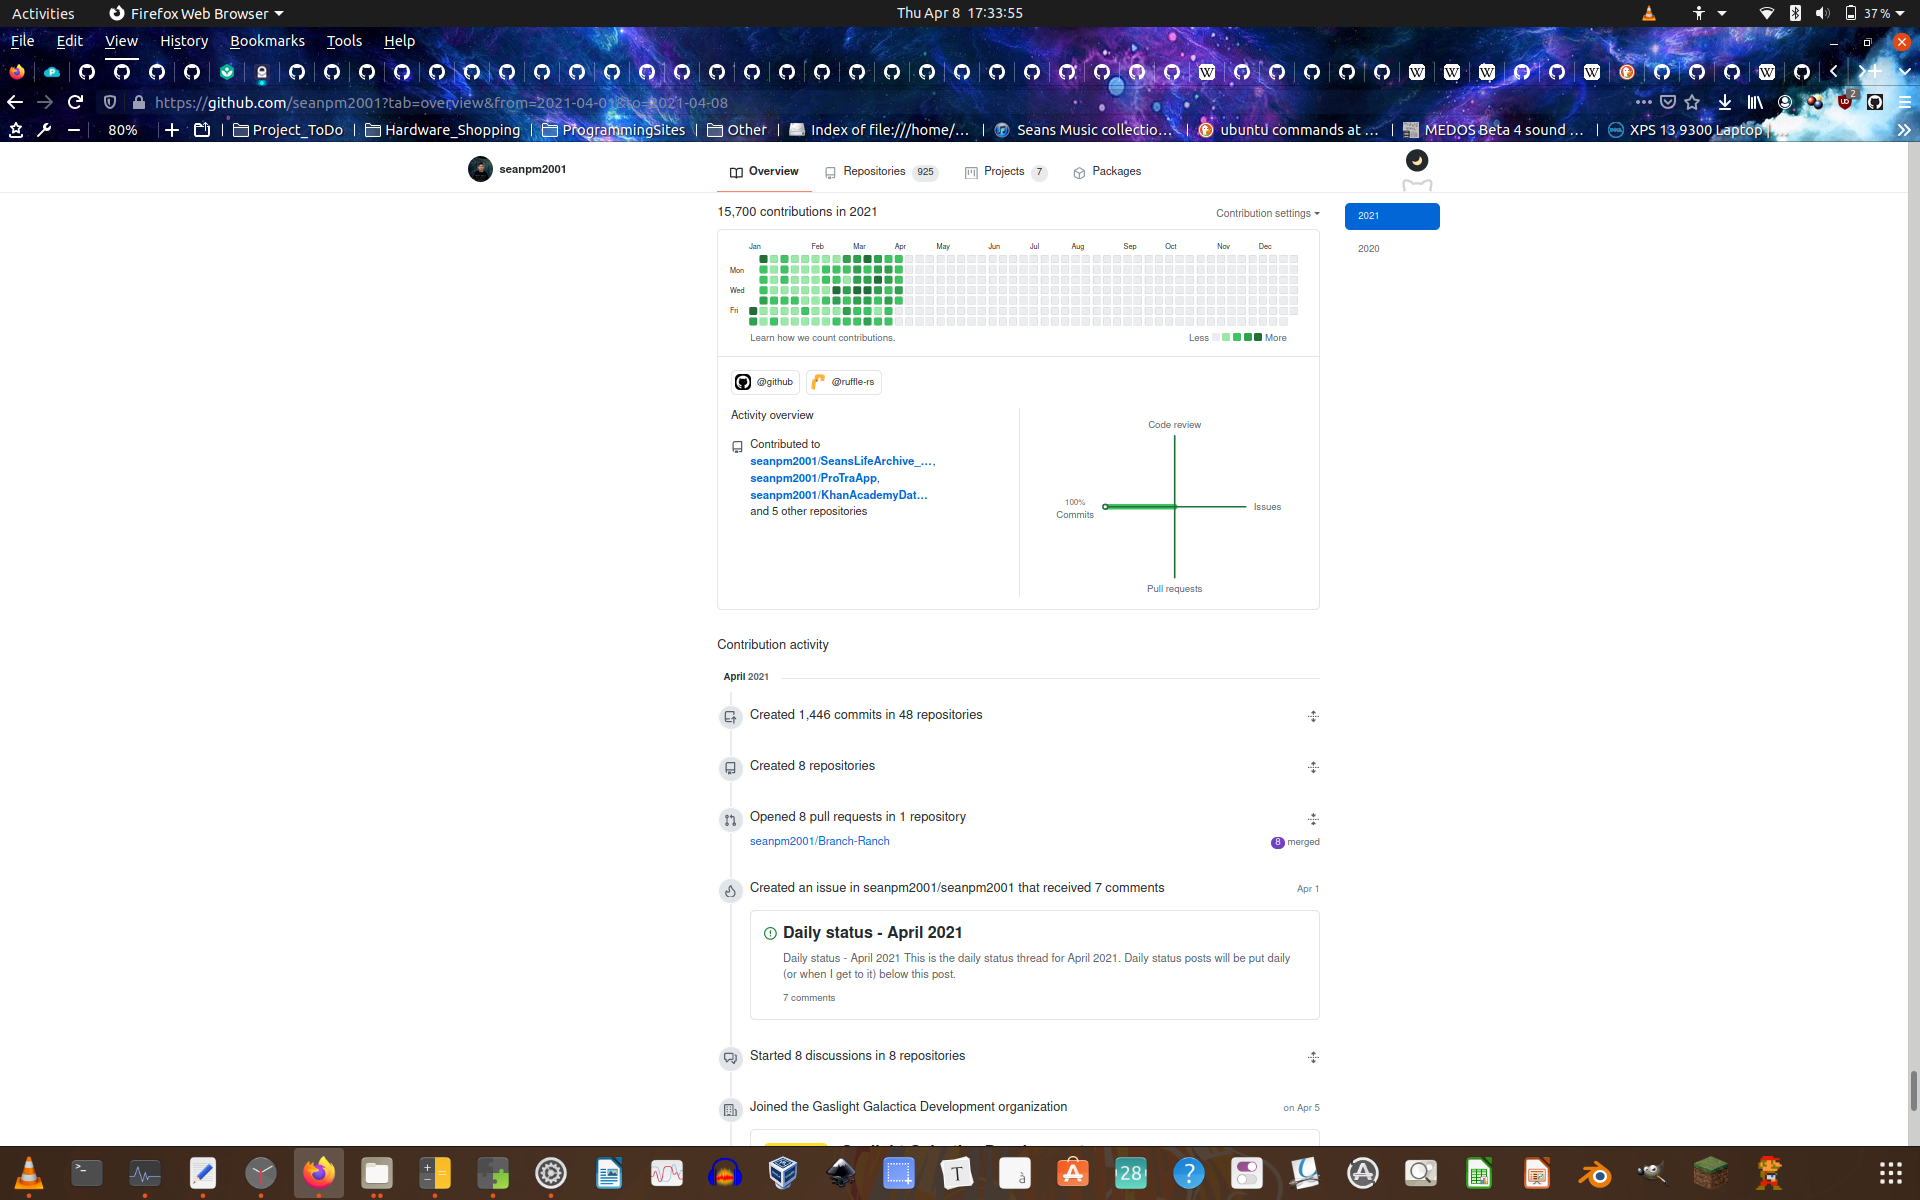 Activities Firefox Web Browser Thu Apr 8 17:33:55 37 %
File Edit View History Bookmarks Tools Help
https://github.com/seanpm2001?tab=overview&from=2021-04-01&to=2021-04-08 2
80% Project_ToDo Hardware_Shopping ProgrammingSites Other Index of file:///home/... Seans Music collectio... ubuntu commands at ... MEDOS Beta 4 sound ... XPS 13 9300 Laptop | ...
seanpm2001 Overview Repositories 925 Projects 7 Packages
15,700 contributions in 2021 Contribution settings 2021
2020
Jan Feb Mar Apr May Jun Jul Aug Sep Oct Nov Dec
Mon
Wed
Fri
Learn how we count contributions. Less More
@github @ruffle-rs
Activity overview
Code review
Contributed to
seanpm2001/SeansLifeArchive_...,
seanpm2001/ProTraApp,
seanpm2001/KhanAcademyDat...
and 5 other repositories
100%
Commits
Issues
Pull requests
Contribution activity
April 2021
Created 1,446 commits in 48 repositories
Created 8 repositories
Opened 8 pull requests in 1 repository
seanpm2001/Branch-Ranch 8 merged
Created an issue in seanpm2001/seanpm2001 that received 7 comments Apr 1
Daily status - April 2021
Daily status - April 2021 This is the daily status thread for April 2021. Daily status posts will be put daily
(or when I get to it) below this post.
7 comments
Started 8 discussions in 8 repositories
Joined the Gaslight Galactica Development organization on Apr 5